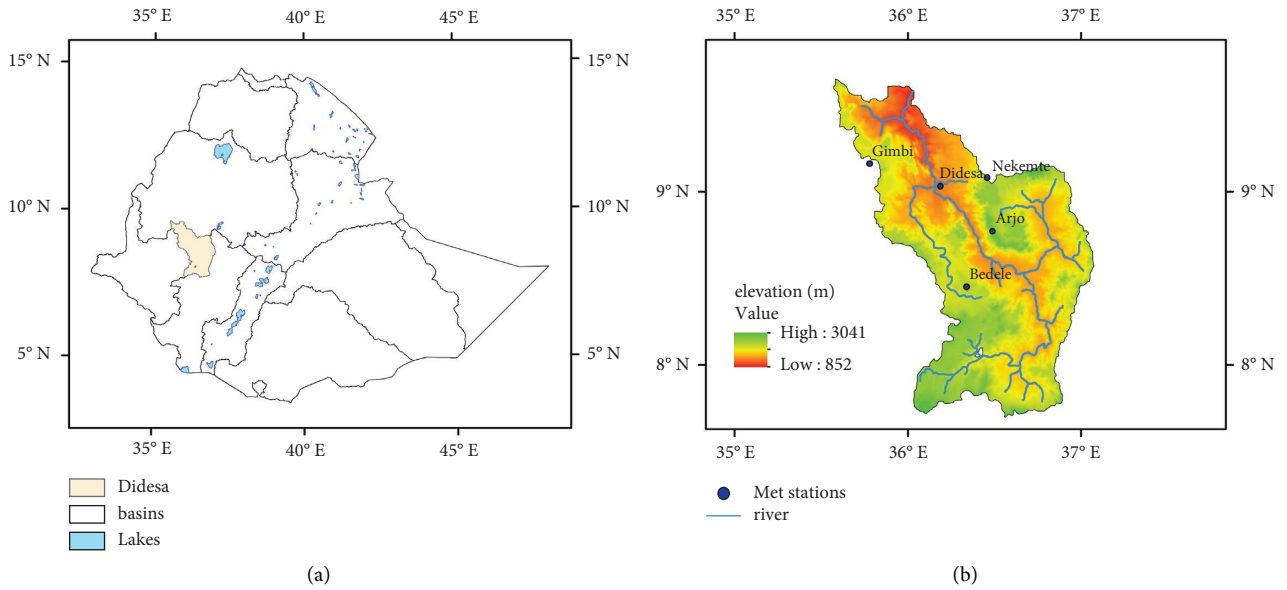 35° E
40° E
45° E
15° N
15° N
10° N
10° N
5° N
5° N
35° E
40° E
45° E
Didesa
basins
Lakes
(a)
35° E
36° E
37° E
Gimbi
Nekemte
Didesa
9° N
9° N
Arjo
Bedele
elevation (m)
Value
High : 3041
Low : 852
8° N
8° N
35° E
36° E
37° E
Met stations
river
(b)